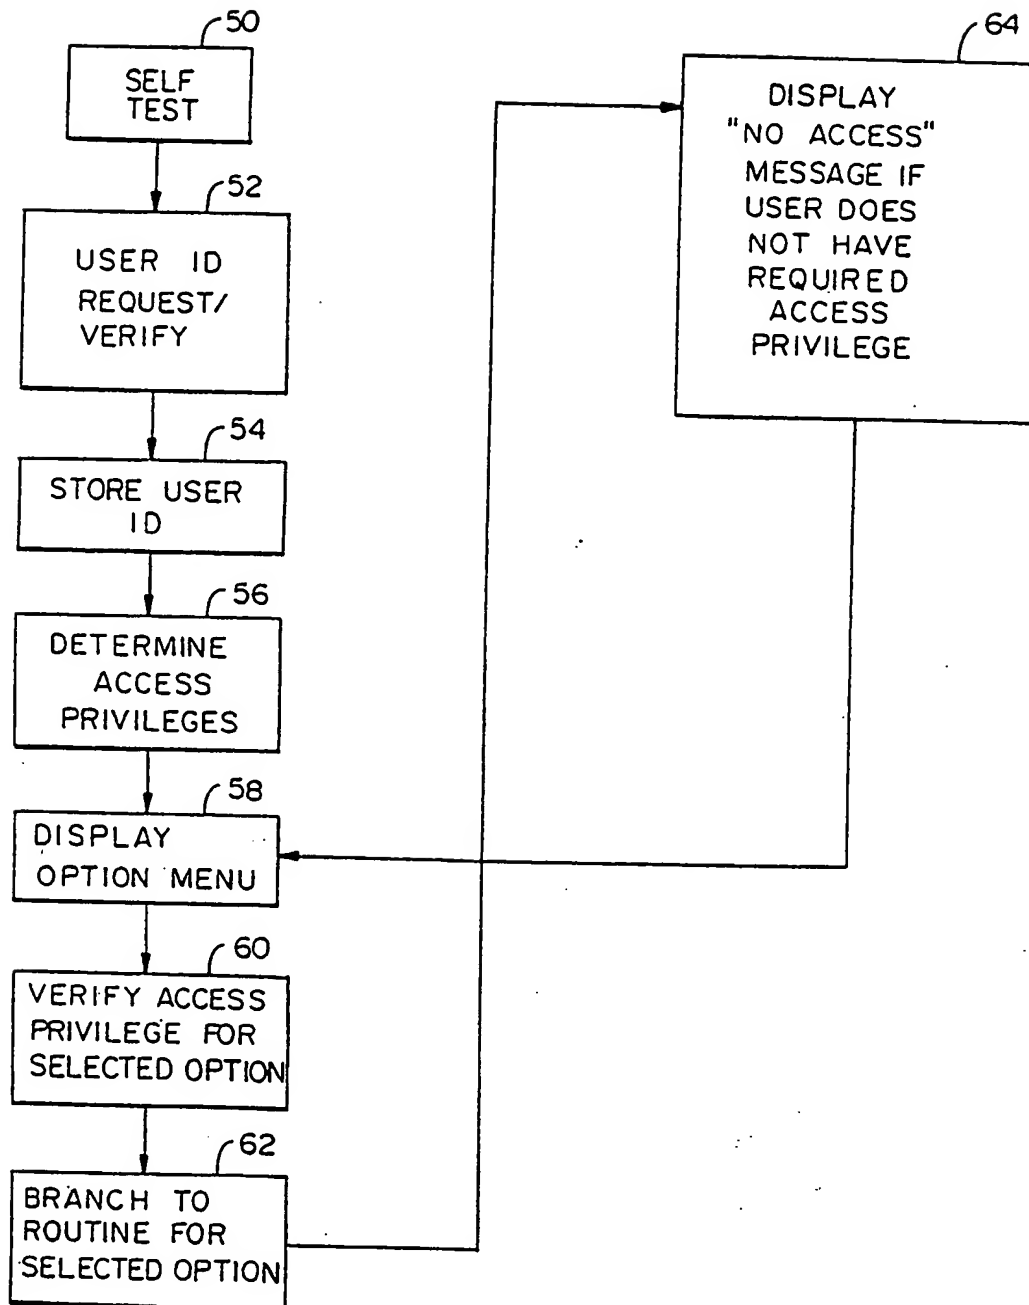 50
SELF
TEST
52
USER ID
REQUEST/
VERIFY
54
STORE USER
ID
56
DETERMINE
ACCESS
PRIVILEGES
58
DISPLAY
OPTION MENU
60
VERIFY ACCESS
PRIVILEGE FOR
SELECTED OPTION
62
BRANCH TO
ROUTINE FOR
SELECTED OPTION
64
DISPLAY
"NO ACCESS"
MESSAGE IF
USER DOES
NOT HAVE
REQUIRED
ACCESS
PRIVILEGE